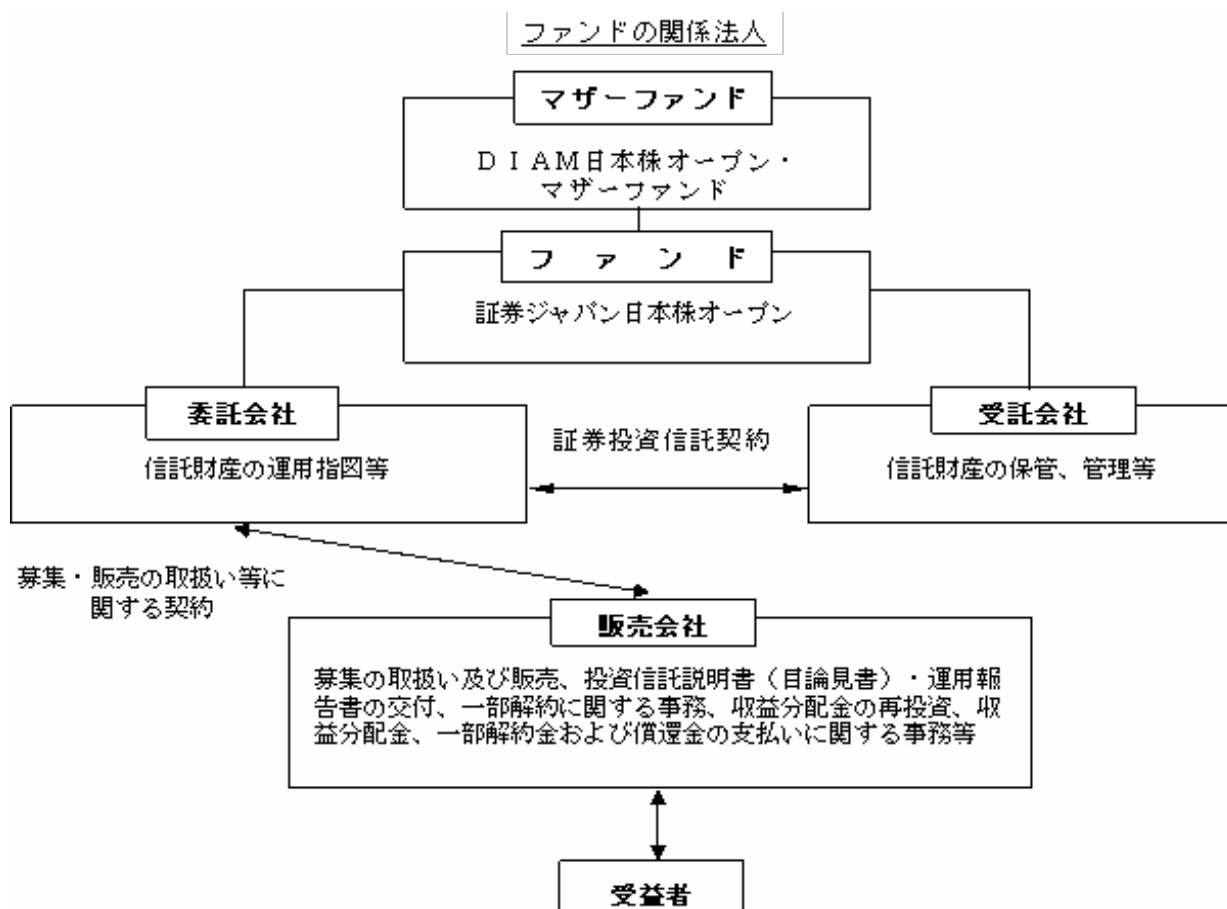 ファンドの関係法人
マザーファンド
ＤＩＡＭ日本株オープン・
マザーファンド
ファンド
証券ジャパン日本株オープン
委託会社
信託財産の運用指図等
証券投資信託契約
受託会社
信託財産の保管、管理等
募集・販売の取扱い等に
関する契約
販売会社
募集の取扱い及び販売、投資信託説明書（目論見書）・運用報
告書の交付、一部解約に関する事務、収益分配金の再投資、収
益分配金、一部解約金および償還金の支払いに関する事務等
受益者